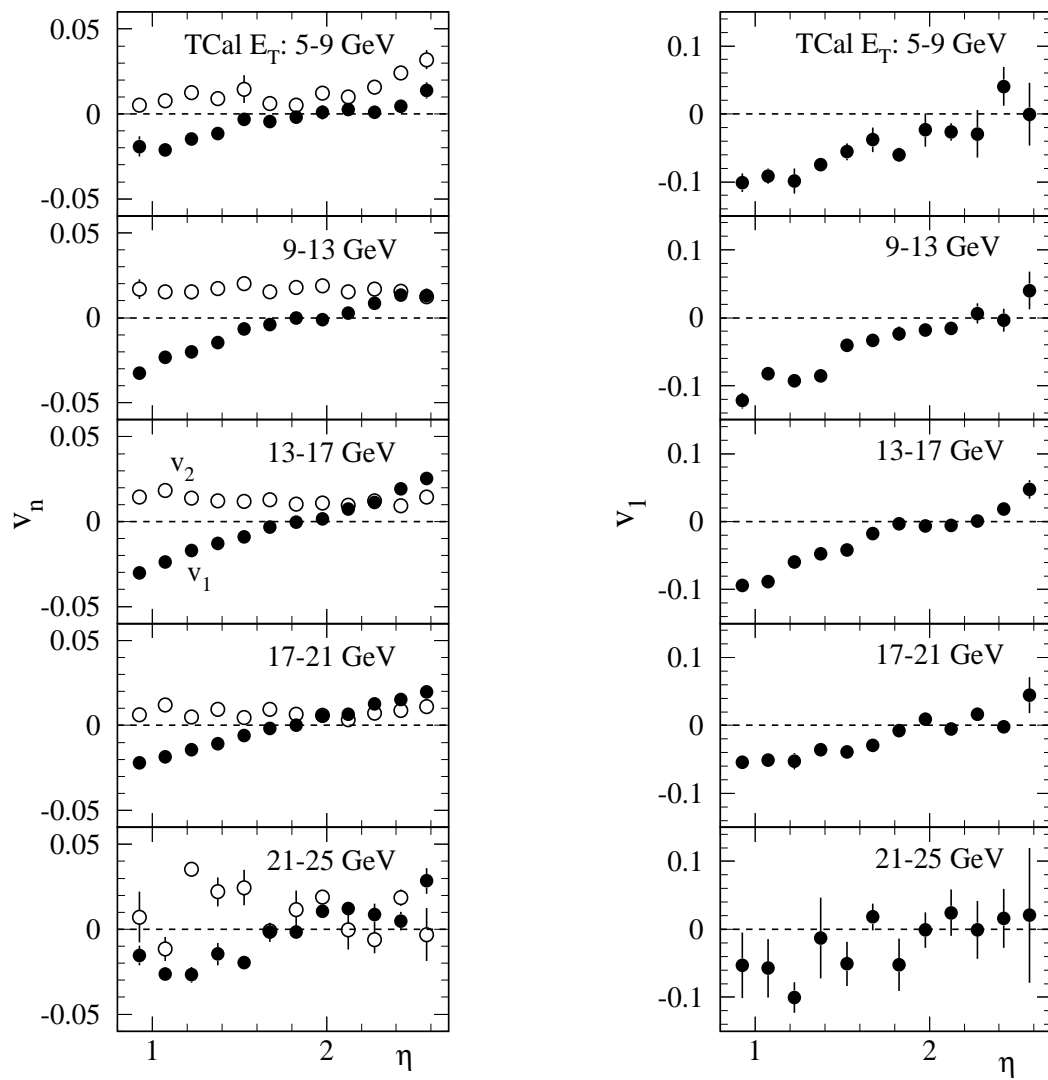 0.05
TCal E_T: 5-9 GeV
0
-0.05
0.05
9-13 GeV
0
-0.05
0.05
13-17 GeV
v_2
0
v_1
-0.05
v_n
0.05
17-21 GeV
0
-0.05
0.05
21-25 GeV
0
-0.05
1 2 η
0.1
TCal E_T: 5-9 GeV
0
-0.1
0.1
9-13 GeV
0
-0.1
0.1
13-17 GeV
0
-0.1
v_1
0.1
17-21 GeV
0
-0.1
0.1
21-25 GeV
0
-0.1
1 2 η